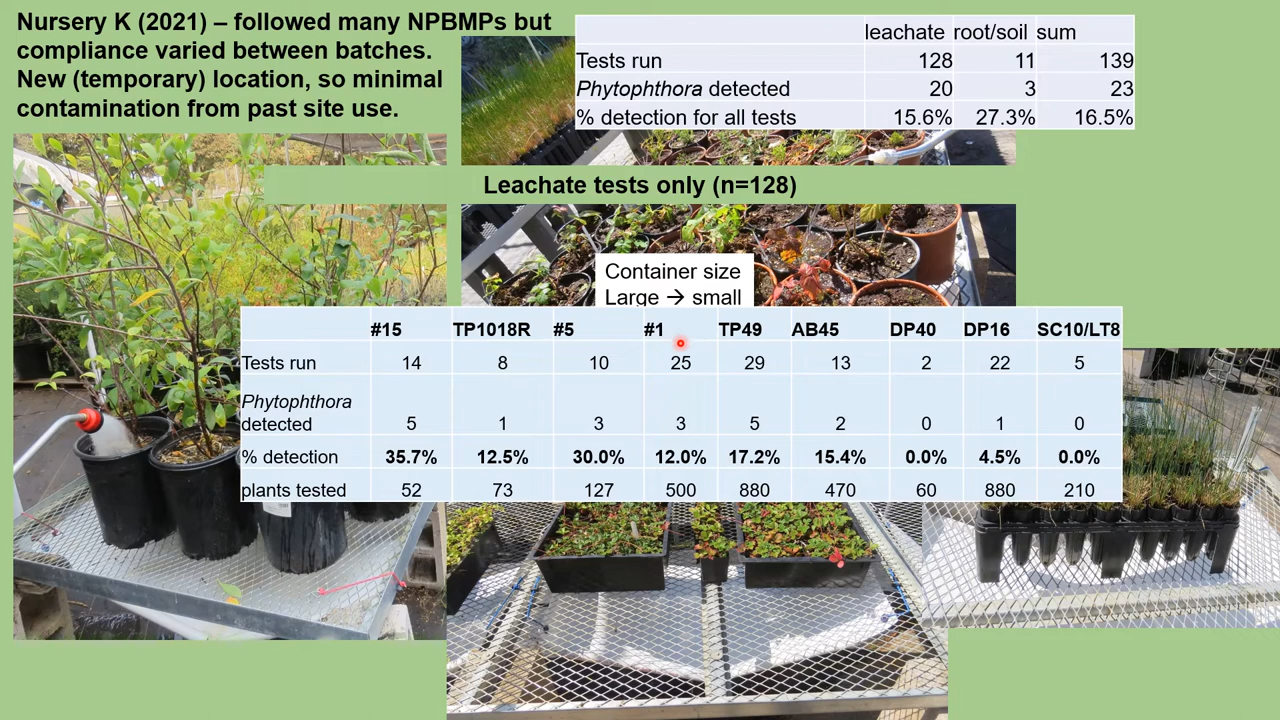 Nursery K (2021) – followed many NPBMPs but
compliance varied between batches.
New (temporary) location, so minimal
contamination from past site use.
leachate root/soil sum
Tests run 128 11 139
Phytophthora detected 20 3 23
% detection for all tests 15.6% 27.3% 16.5%
Leachate tests only (n=128)
Container size
Large → small
#15 TP1018R #5 #1 TP49 AB45 DP40 DP16 SC10/LT8
Tests run 14 8 10 25 29 13 2 22 5
Phytophthora
detected 5 1 3 3 5 2 0 1 0
% detection 35.7% 12.5% 30.0% 12.0% 17.2% 15.4% 0.0% 4.5% 0.0%
plants tested 52 73 127 500 880 470 60 880 210